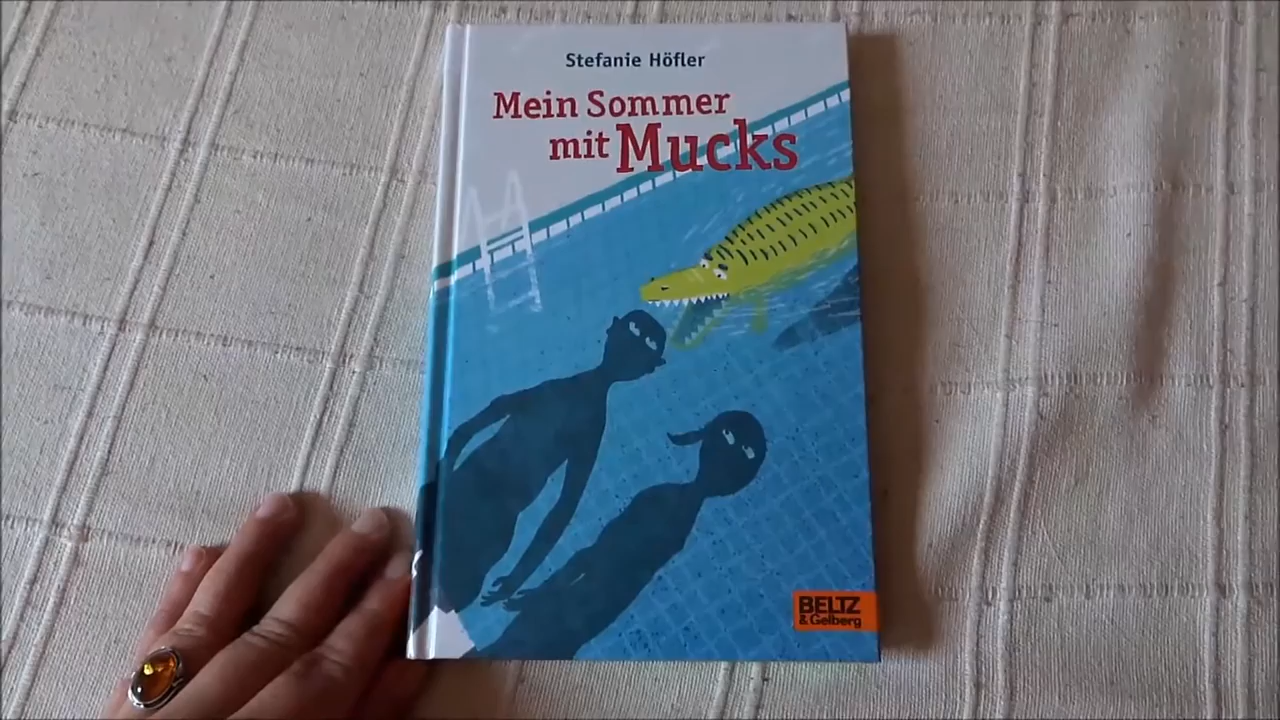 Stefanie Höfler
Mein Sommer
mit Mucks
BELTZ
& Gelberg